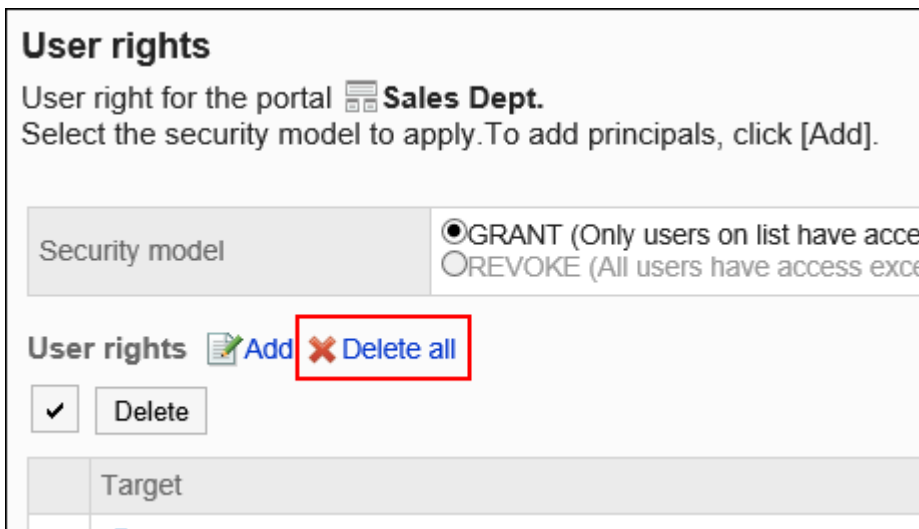 User rights
User right for the portal Sales Dept.
Select the security model to apply.To add principals, click [Add].
Security model
GRANT (Only users on list have acce
REVOKE (All users have access exce
User rights Add Delete all
Delete
Target